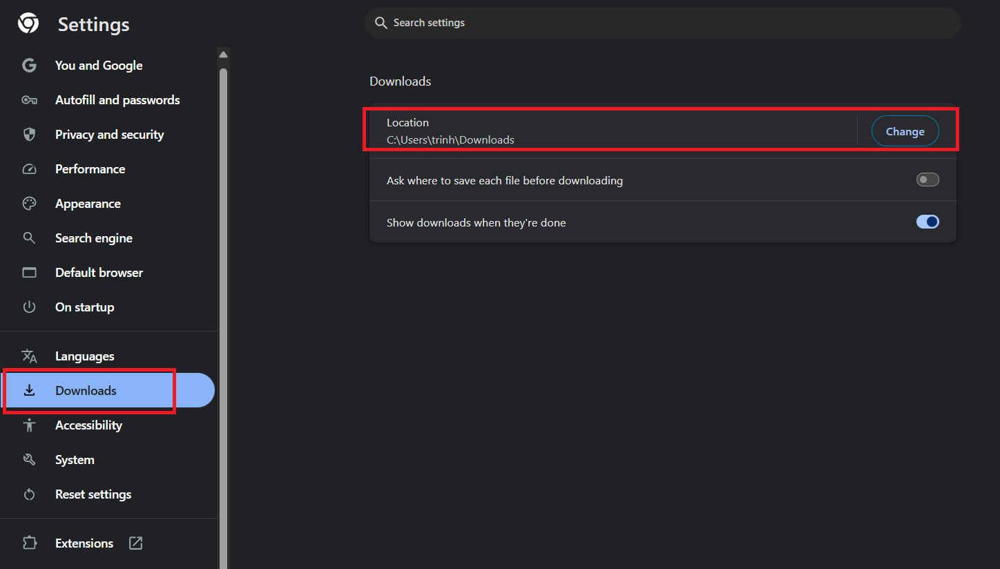 Settings
Search settings
You and Google
Autofill and passwords
Privacy and security
Performance
Appearance
Search engine
Default browser
On startup
Languages
Downloads
Accessibility
System
Reset settings
Extensions
Downloads
Location
C:\Users\trinh\Downloads
Change
Ask where to save each file before downloading
Show downloads when they're done